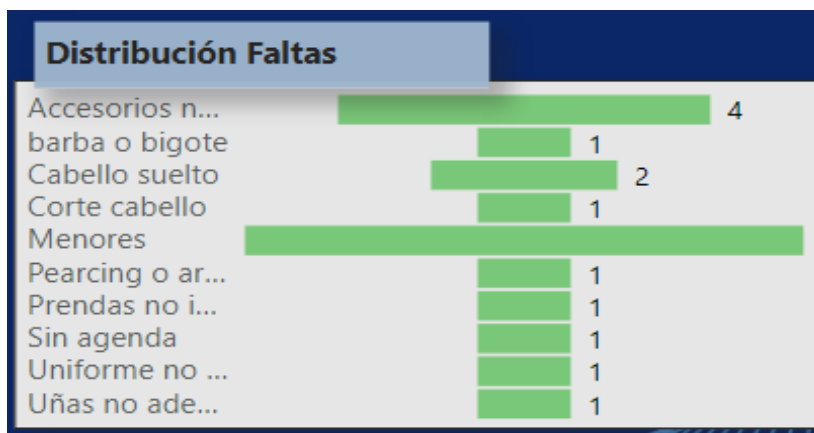 Distribución Faltas
Accesorios n... 4
barba o bigote 1
Cabello suelto 2
Corte cabello 1
Menores
Pearcing o ar... 1
Prendas no i... 1
Sin agenda 1
Uniforme no ... 1
Uñas no ade... 1